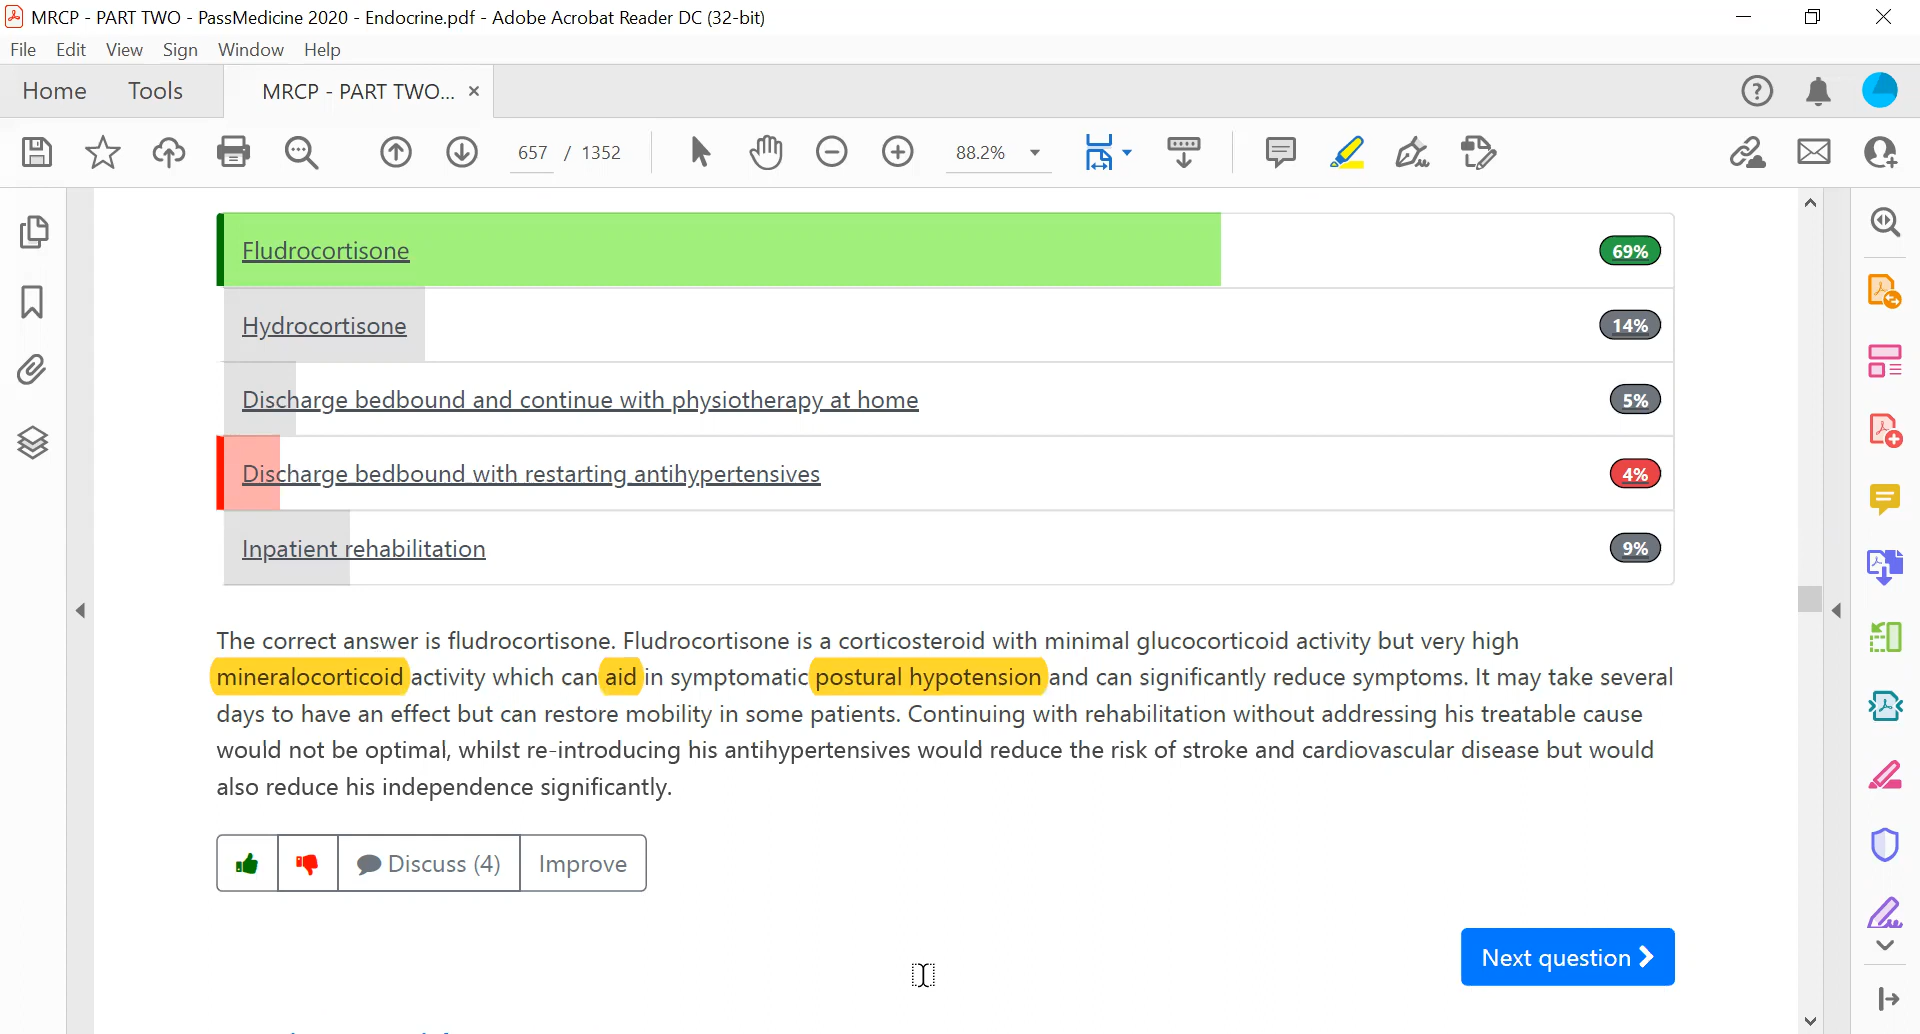 MRCP - PART TWO - PassMedicine 2020 - Endocrine.pdf - Adobe Acrobat Reader DC (32-bit)
File Edit View Sign Window Help
Home Tools MRCP - PART TWO... ×
657 / 1352 88.2%
Fludrocortisone 69%
Hydrocortisone 14%
Discharge bedbound and continue with physiotherapy at home 5%
Discharge bedbound with restarting antihypertensives 4%
Inpatient rehabilitation 9%
The correct answer is fludrocortisone. Fludrocortisone is a corticosteroid with minimal glucocorticoid activity but very high
mineralocorticoid activity which can aid in symptomatic postural hypotension and can significantly reduce symptoms. It may take several
days to have an effect but can restore mobility in some patients. Continuing with rehabilitation without addressing his treatable cause
would not be optimal, whilst re-introducing his antihypertensives would reduce the risk of stroke and cardiovascular disease but would
also reduce his independence significantly.
Discuss (4) Improve
Next question